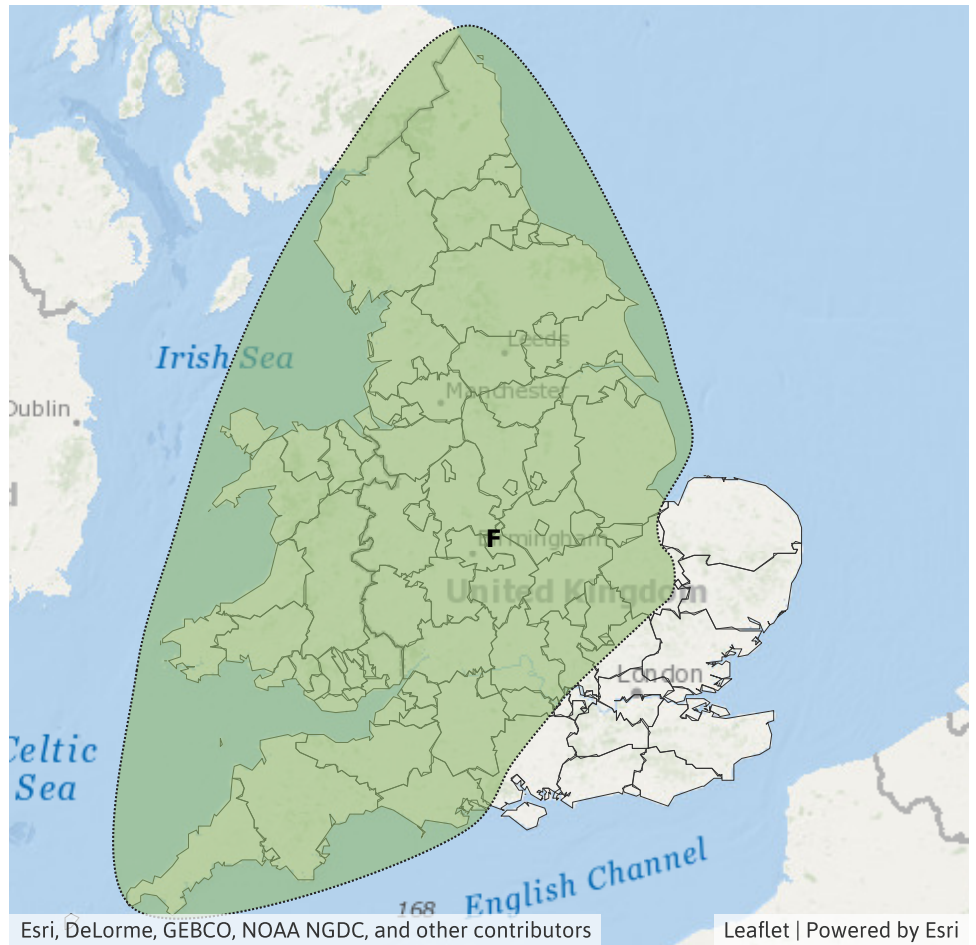 Leeds
Irish Sea
Manchester
Dublin
d
F
Birmingham
United Kingdom
London
Celtic
Sea
English Channel
168
Esri, DeLorme, GEBCO, NOAA NGDC, and other contributors
Leaflet | Powered by Esri